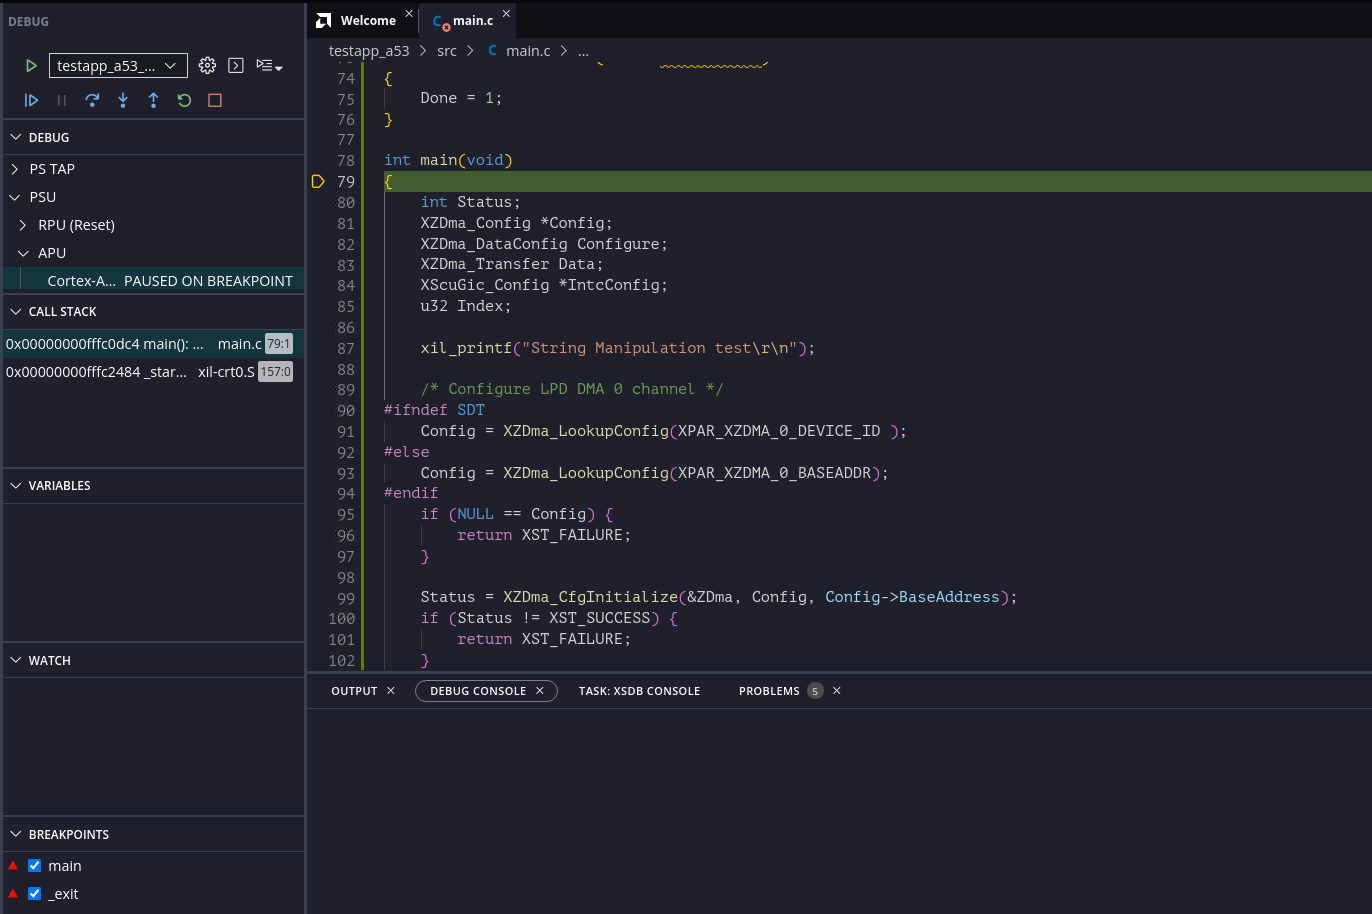 DEBUG
testapp_a53_...
DEBUG
PS TAP
PSU
RPU (Reset)
APU
Cortex-A... PAUSED ON BREAKPOINT
CALL STACK
0x00000000fffc0dc4 main(): ... main.c 79:1
0x00000000fffc2484 _star... xil-crt0.S 157:0
VARIABLES
WATCH
BREAKPOINTS
main
_exit
Welcome
C main.c
testapp_a53 > src > C main.c > ...
74 {
75     Done = 1;
76 }
77
78 int main(void)
79 {
80     int Status;
81     XZDma_Config *Config;
82     XZDma_DataConfig Configure;
83     XZDma_Transfer Data;
84     XScuGic_Config *IntcConfig;
85     u32 Index;
86
87     xil_printf("String Manipulation test\r\n");
88
89     /* Configure LPD DMA 0 channel */
90 #ifndef SDT
91     Config = XZDma_LookupConfig(XPAR_XZDMA_0_DEVICE_ID );
92 #else
93     Config = XZDma_LookupConfig(XPAR_XZDMA_0_BASEADDR);
94 #endif
95     if (NULL == Config) {
96         return XST_FAILURE;
97     }
98
99     Status = XZDma_CfgInitialize(&ZDma, Config, Config->BaseAddress);
100     if (Status != XST_SUCCESS) {
101         return XST_FAILURE;
102     }
OUTPUT DEBUG CONSOLE TASK: XSDB CONSOLE PROBLEMS 5